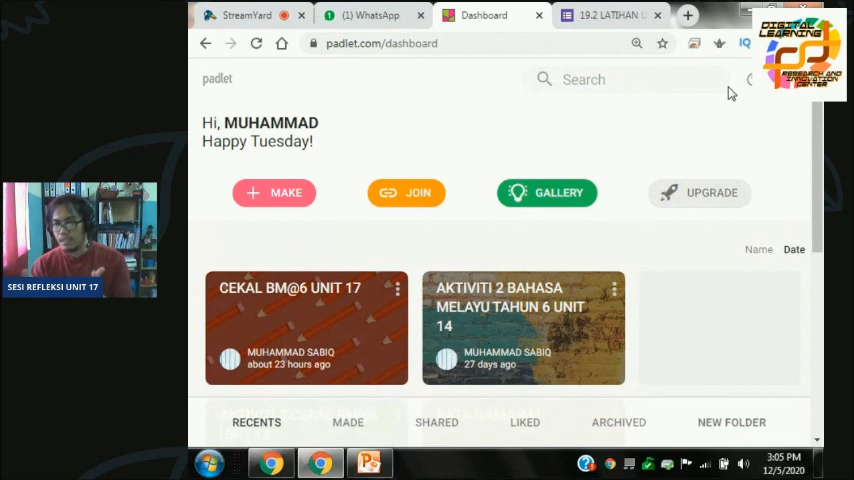 StreamYard
(1) WhatsApp
Dashboard
19.2 LATIHAN U
padlet.com/dashboard
IQ
DIGITAL
LEARNING
RESEARCH AND
INNOVATION
CENTER
padlet
Search
Hi, MUHAMMAD
Happy Tuesday!
MAKE
JOIN
GALLERY
UPGRADE
Name
Date
CEKAL BM@6 UNIT 17
MUHAMMAD SABIQ
about 23 hours ago
AKTIVITI 2 BAHASA
MELAYU TAHUN 6 UNIT
14
MUHAMMAD SABIQ
27 days ago
SESI REFLEKSI UNIT 17
RECENTS
MADE
SHARED
LIKED
ARCHIVED
NEW FOLDER
3:05 PM
12/5/2020